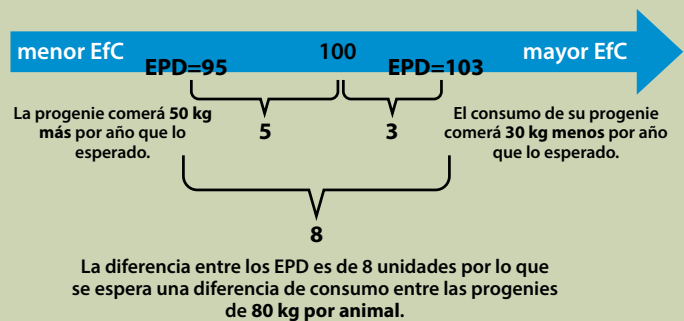 menor EfC
100
mayor EfC
EPD=95
EPD=103
La progenie comerá 50 kg
más por año que lo
esperado.
5
3
El consumo de su progenie
comerá 30 kg menos por año
que lo esperado.
8
La diferencia entre los EPD es de 8 unidades por lo que
se espera una diferencia de consumo entre las progenies
de 80 kg por animal.